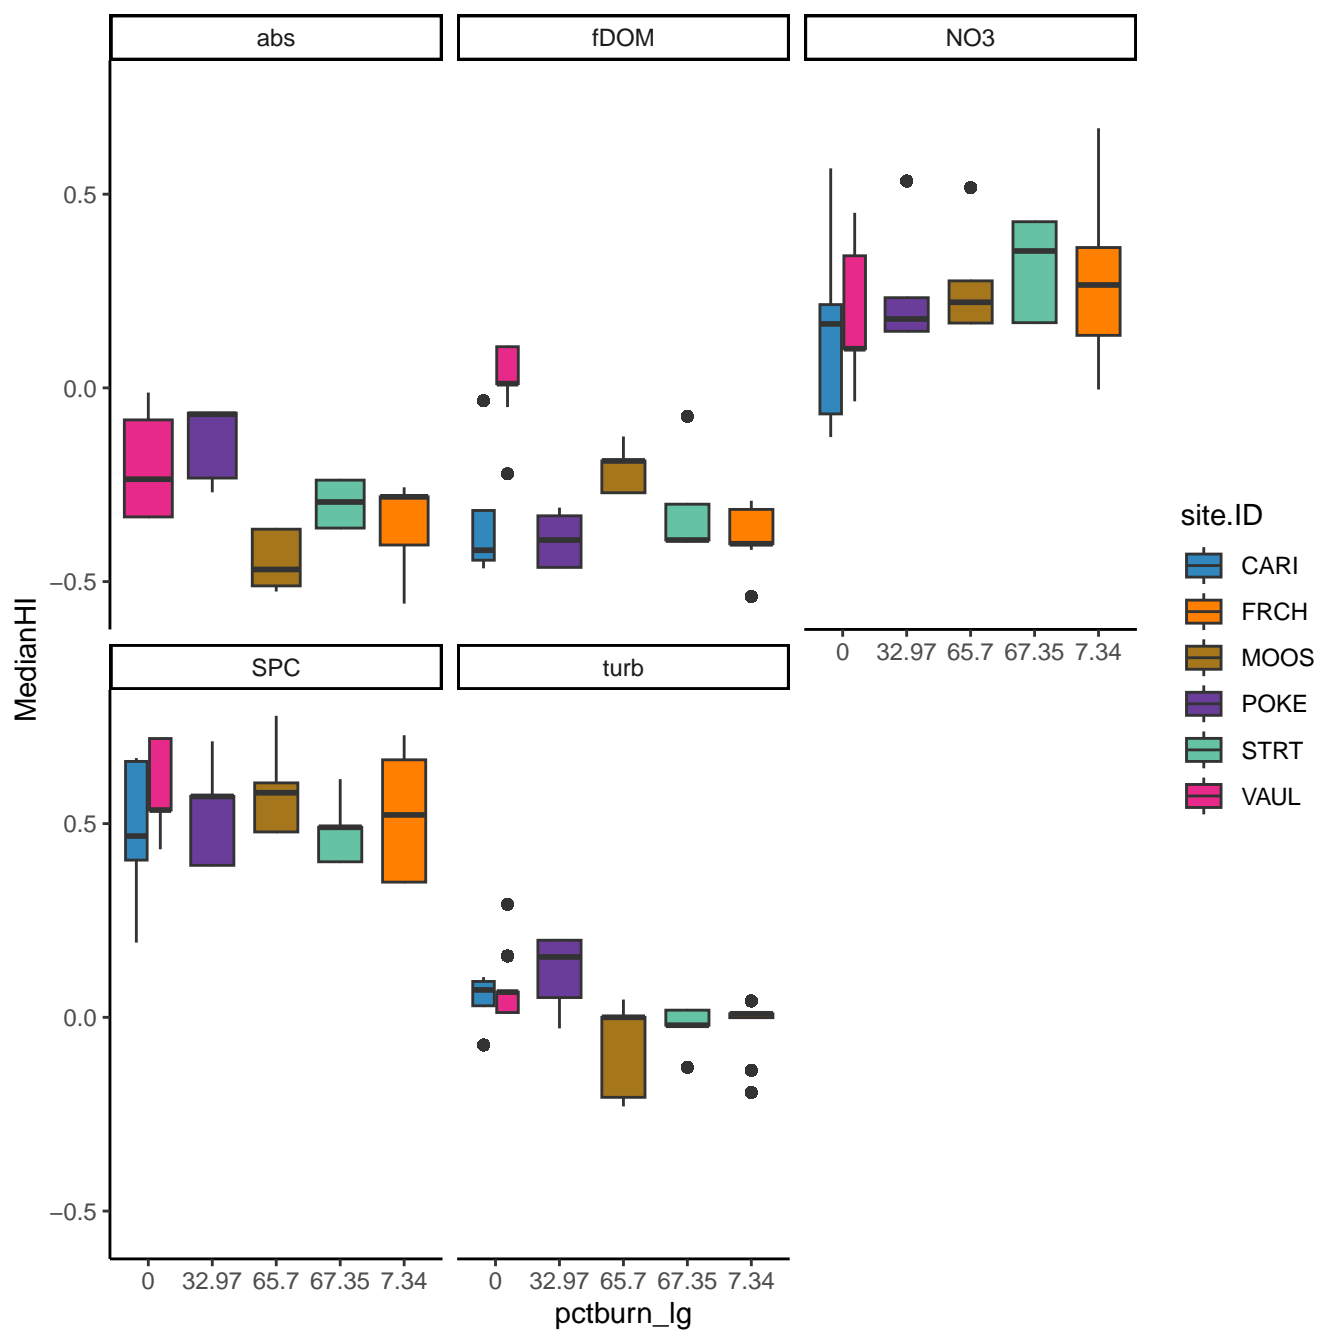 abs fDOM NO3
0.5
0.0
−0.5
0 32.97 65.7 67.35 7.34
SPC turb
0.5
0.0
−0.5
0 32.97 65.7 67.35 7.34 0 32.97 65.7 67.35 7.34
pctburn_lg
MedianHI
site.ID
CARI
FRCH
MOOS
POKE
STRT
VAUL